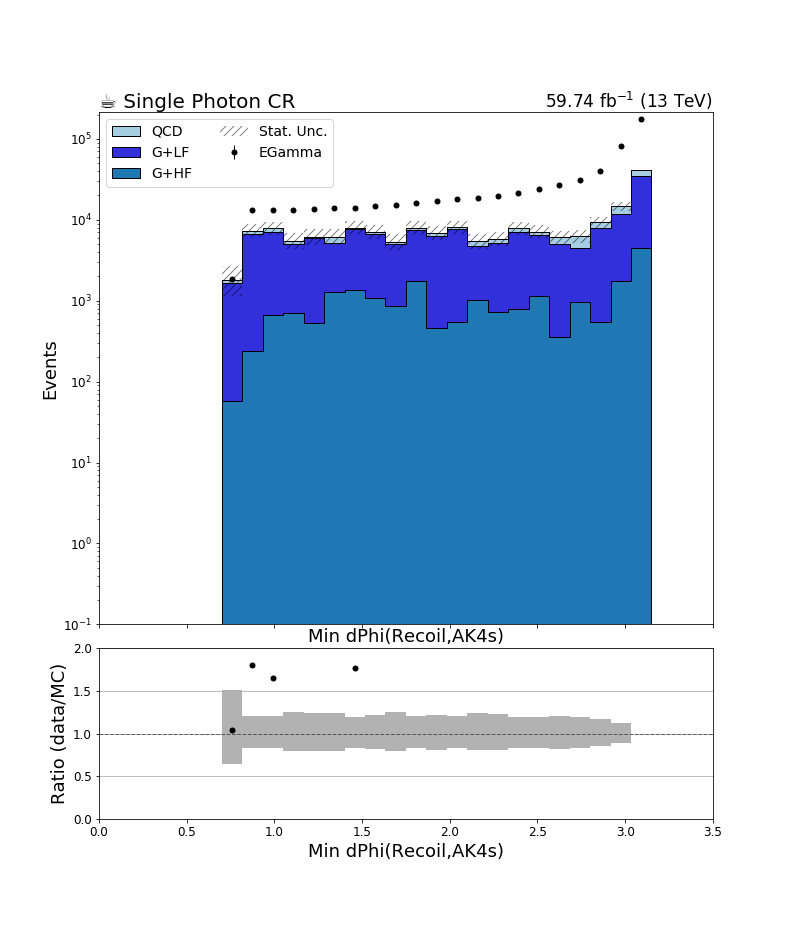 ☕ Single Photon CR 59.74 fb⁻¹ (13 TeV)
QCD
G+LF
G+HF
Stat. Unc.
EGamma
10⁵
10⁴
10³
10²
10¹
10⁰
10⁻¹
Events
Min dPhi(Recoil,AK4s)
2.0
1.5
1.0
0.5
0.0
Ratio (data/MC)
0.0 0.5 1.0 1.5 2.0 2.5 3.0 3.5
Min dPhi(Recoil,AK4s)